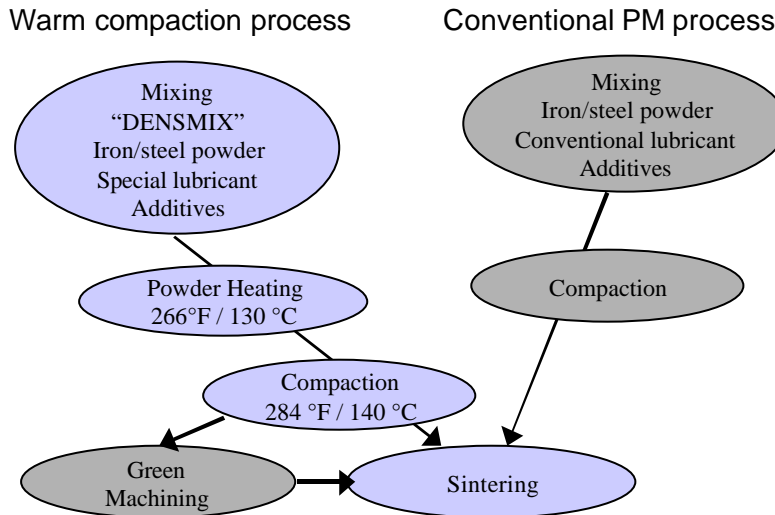 Warm compaction process
Conventional PM process
Mixing
“DENSMIX”
Iron/steel powder
Special lubricant
Additives
Mixing
Iron/steel powder
Conventional lubricant
Additives
Powder Heating
266°F / 130 °C
Compaction
Compaction
284 °F / 140 °C
Green
Machining
Sintering